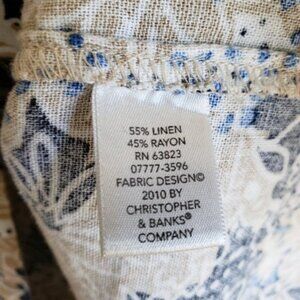 55% LINEN
45% RAYON
RN 63823
07777-3596
FABRIC DESIGN©
2010 BY
CHRISTOPHER
& BANKS®
COMPANY